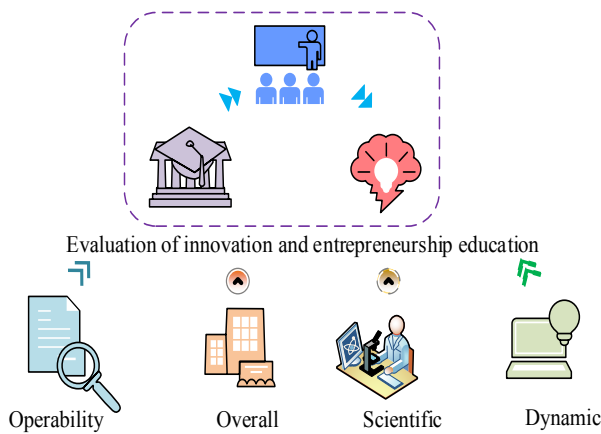 Evaluation of innovation and entrepreneurship education
Operability
Overall
Scientific
Dynamic